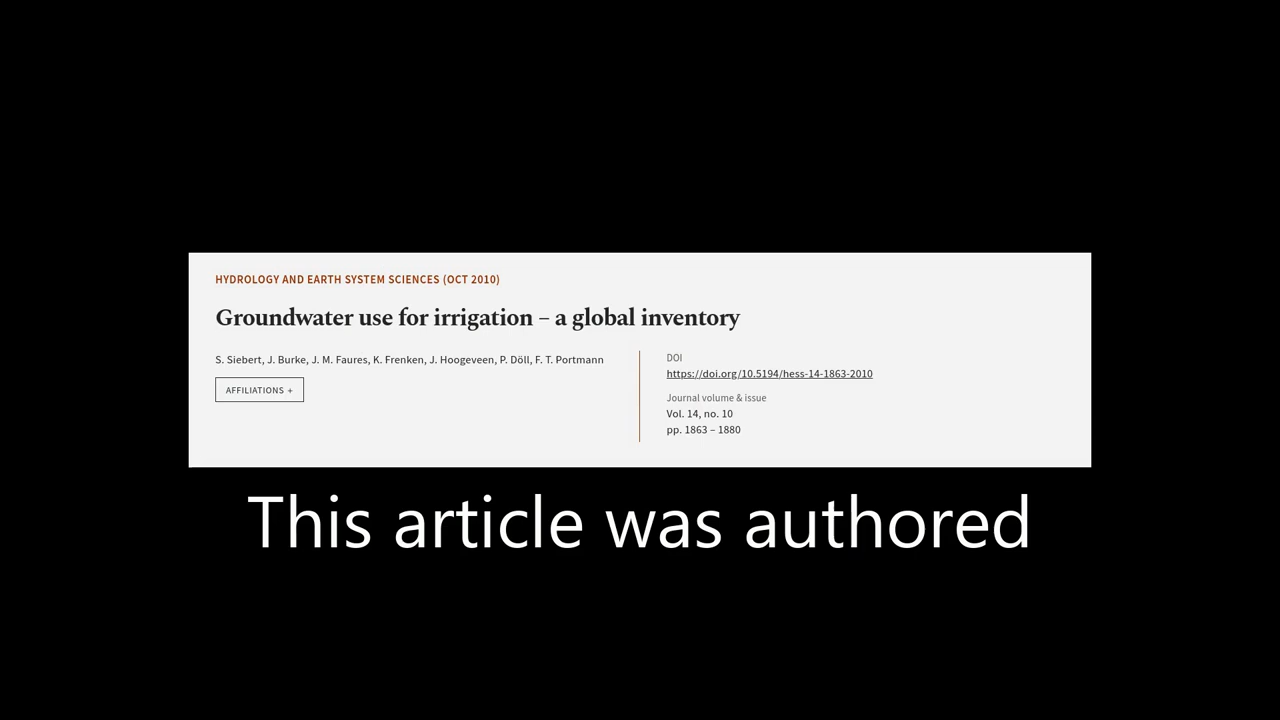 HYDROLOGY AND EARTH SYSTEM SCIENCES (OCT 2010)
Groundwater use for irrigation – a global inventory
S. Siebert, J. Burke, J. M. Faures, K. Frenken, J. Hoogeveen, P. Döll, F. T. Portmann
AFFILIATIONS +
DOI
https://doi.org/10.5194/hess-14-1863-2010
Journal volume & issue
Vol. 14, no. 10
pp. 1863 – 1880
This article was authored